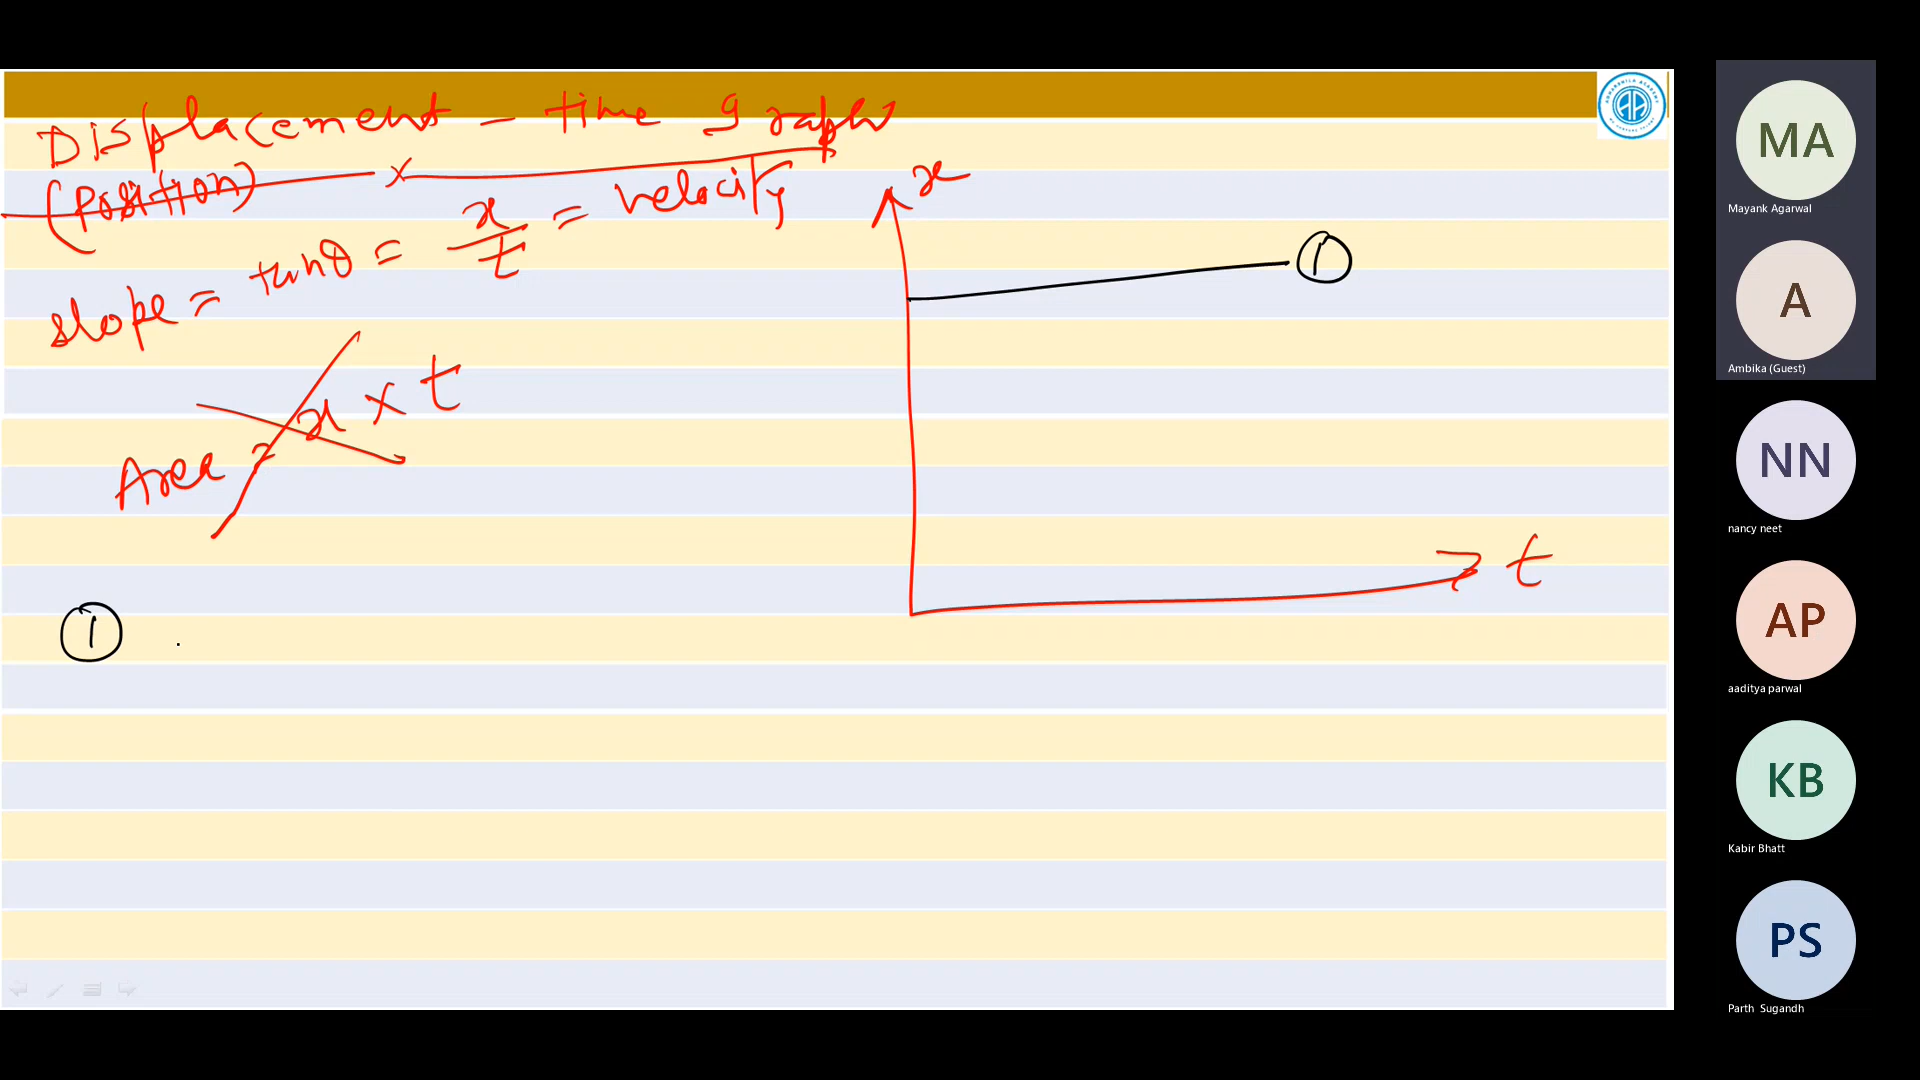 Displacement - time graph
(Position)
slope = tanθ = x/t = velocity
Area = x × t
x
①
t
①
MA
Mayank Agarwal
A
Ambika (Guest)
NN
nancy neet
AP
aaditya parwal
KB
Kabir Bhatt
PS
Parth Sugandh